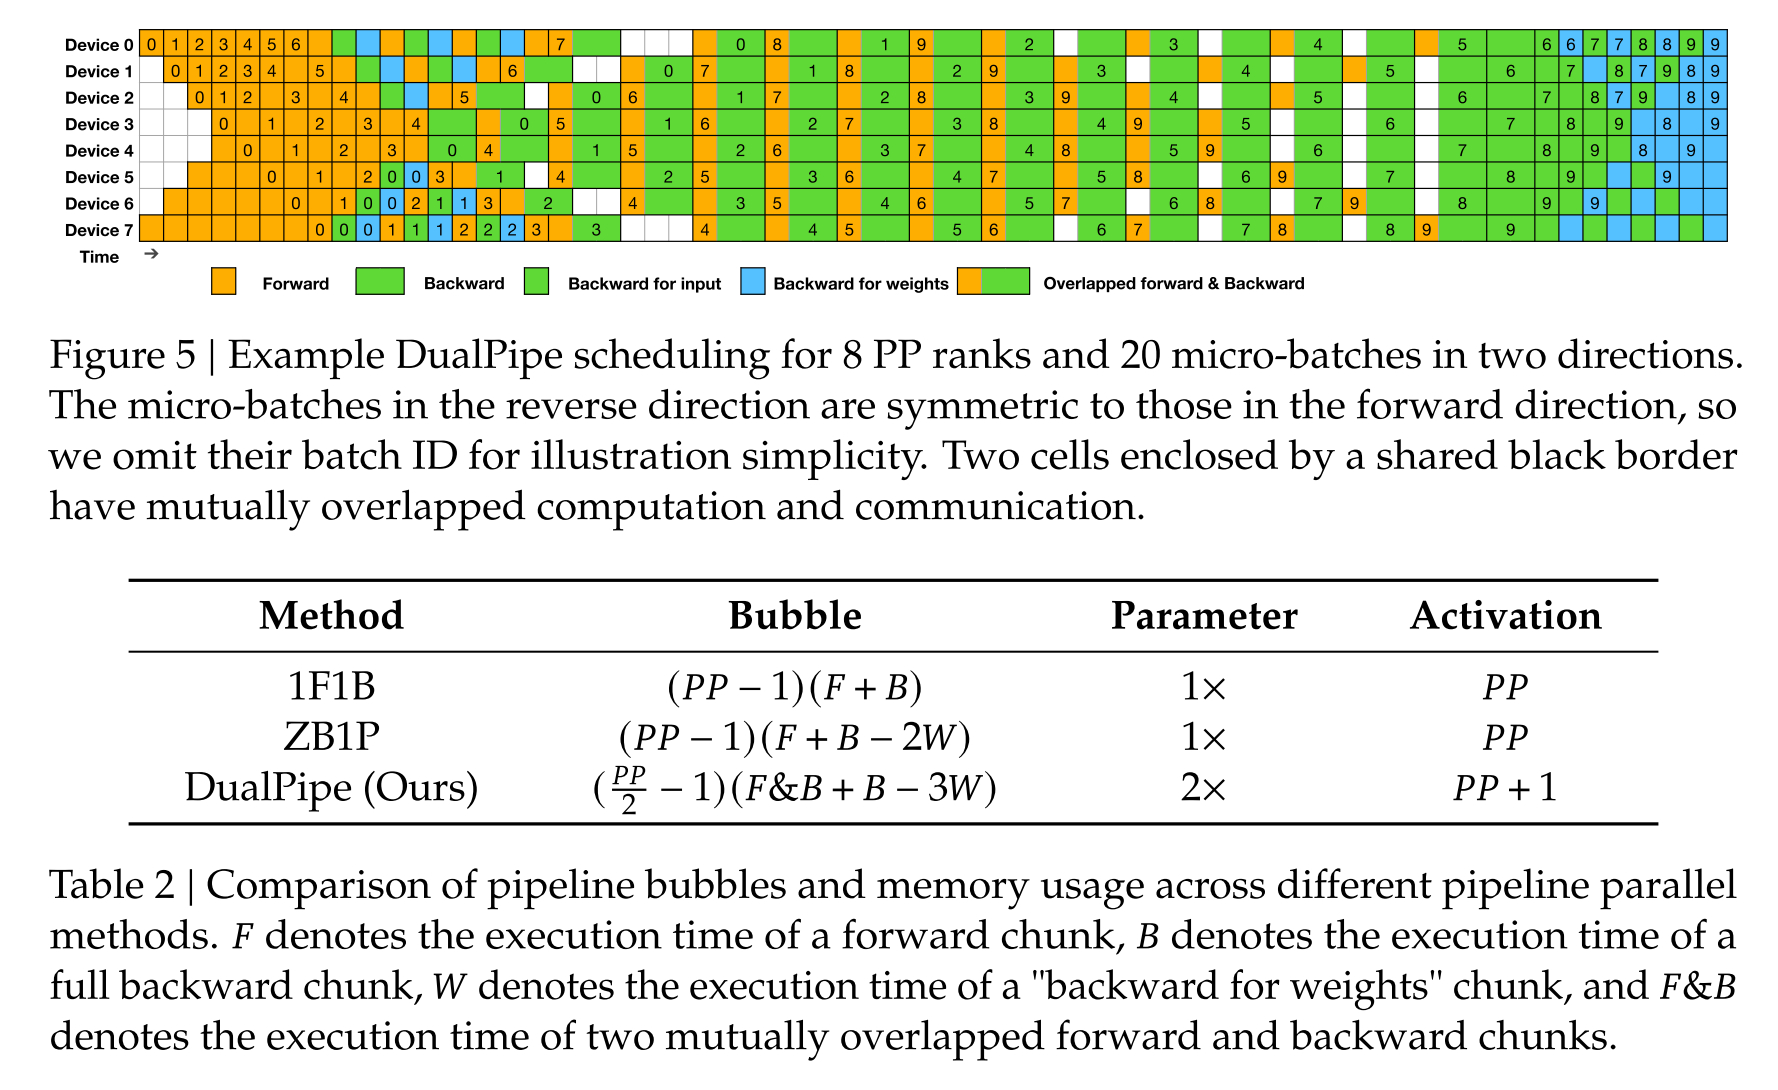 Device 0 0 1 2 3 4 5 6 7 0 8 1 9 2 3 4 5 6 6 7 7 8 8 9 9
Device 1 0 1 2 3 4 5 6 0 7 1 8 2 9 3 4 5 6 7 8 7 9 8 9
Device 2 0 1 2 3 4 5 0 6 1 7 2 8 3 9 4 5 6 7 8 7 9 8 9
Device 3 0 1 2 3 4 0 5 1 6 2 7 3 8 4 9 5 6 7 8 9 8 9
Device 4 0 1 2 3 0 4 1 5 2 6 3 7 4 8 5 9 6 7 8 9 8 9
Device 5 0 1 2 0 0 3 1 4 2 5 3 6 4 7 5 8 6 9 7 8 9 9
Device 6 0 1 0 0 2 1 1 3 2 4 3 5 4 6 5 7 6 8 7 9 8 9 9
Device 7 0 0 0 1 1 1 2 2 2 3 3 4 4 5 5 6 6 7 7 8 8 9 9
Time →
Forward Backward Backward for input Backward for weights Overlapped forward & Backward
Figure 5 | Example DualPipe scheduling for 8 PP ranks and 20 micro-batches in two directions.
The micro-batches in the reverse direction are symmetric to those in the forward direction, so
we omit their batch ID for illustration simplicity. Two cells enclosed by a shared black border
have mutually overlapped computation and communication.
Method Bubble Parameter Activation
1F1B (PP − 1)(F + B) 1× PP
ZB1P (PP − 1)(F + B − 2W) 1× PP
DualPipe (Ours) (PP/2 − 1)(F&B + B − 3W) 2× PP + 1
Table 2 | Comparison of pipeline bubbles and memory usage across different pipeline parallel
methods. F denotes the execution time of a forward chunk, B denotes the execution time of a
full backward chunk, W denotes the execution time of a "backward for weights" chunk, and F&B
denotes the execution time of two mutually overlapped forward and backward chunks.